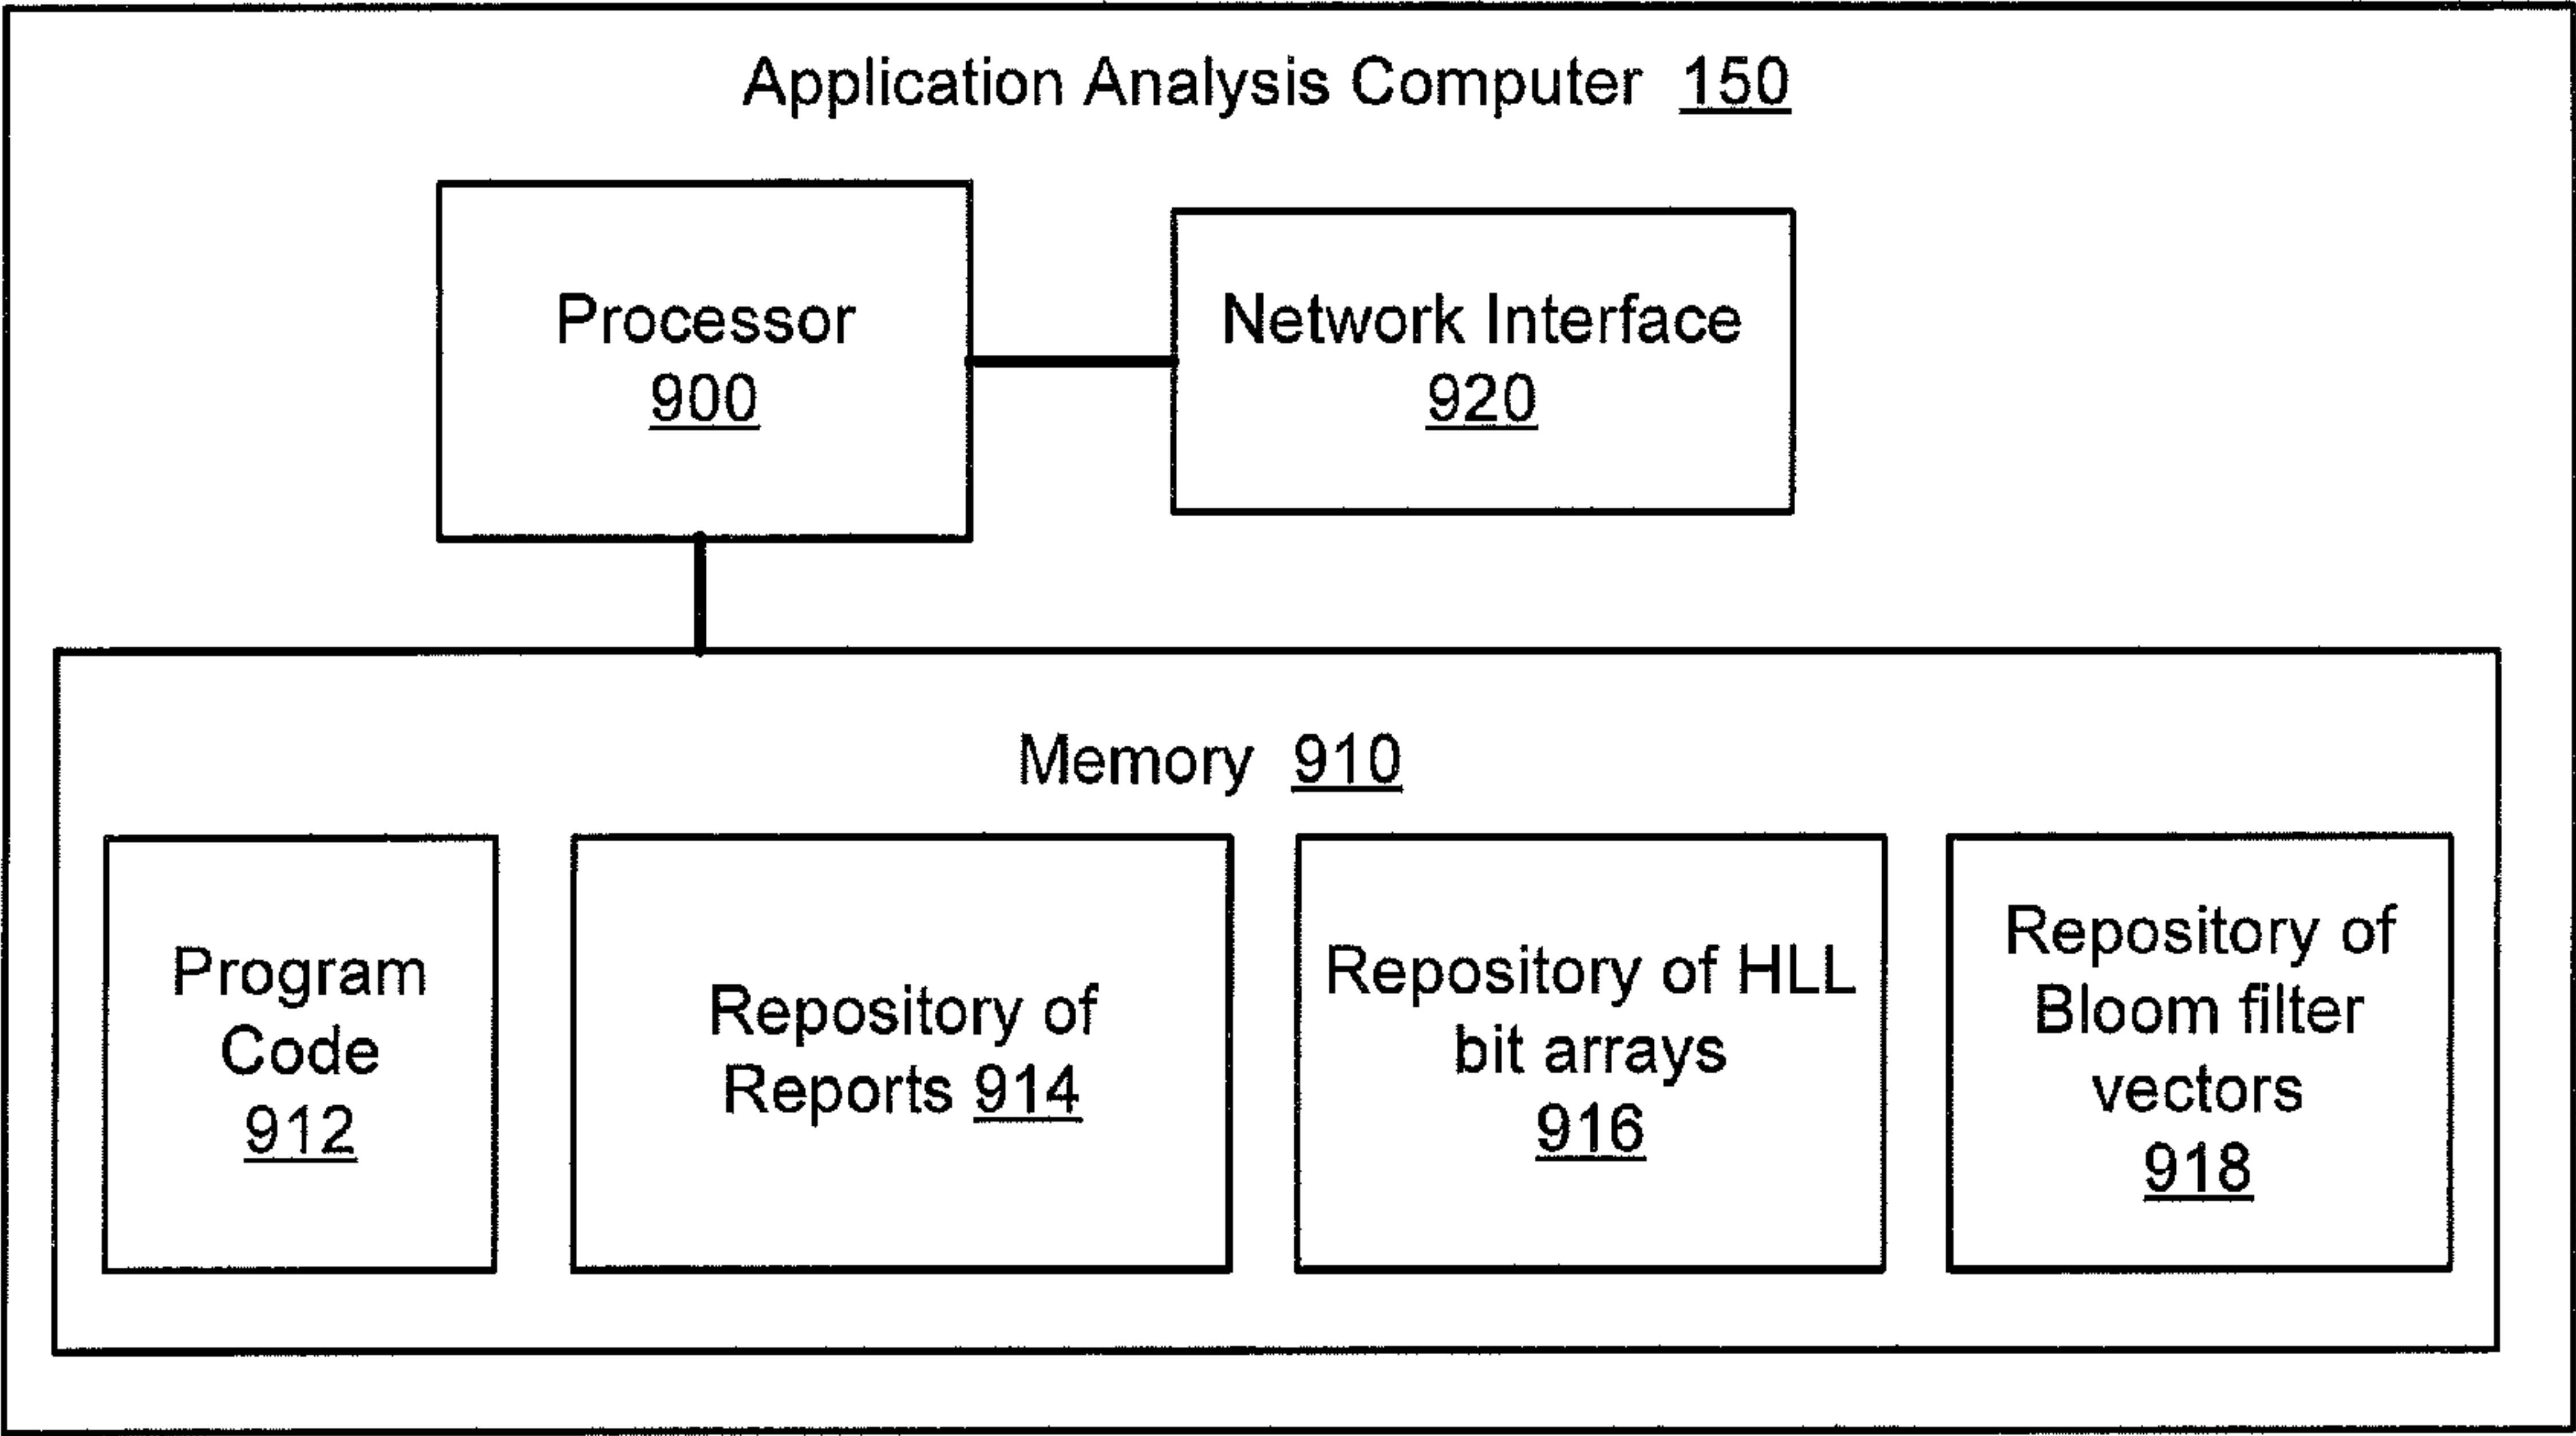 Application Analysis Computer 150
Processor
900
Network Interface
920
Memory 910
Program
Code
912
Repository of
Reports 914
Repository of HLL
bit arrays
916
Repository of
Bloom filter
vectors
918